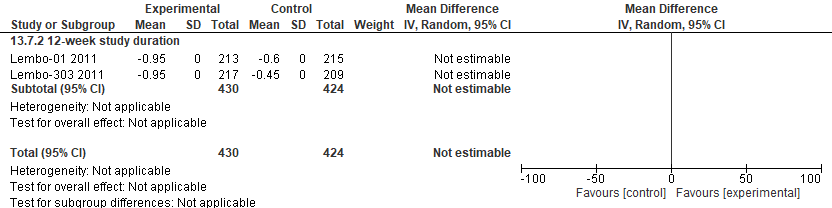 Experimental Control Mean Difference Mean Difference
Study or Subgroup Mean SD Total Mean SD Total Weight IV, Random, 95% CI IV, Random, 95% CI
13.7.2 12-week study duration
Lembo-01 2011 -0.95 0 213 -0.6 0 215 Not estimable
Lembo-303 2011 -0.95 0 217 -0.45 0 209 Not estimable
Subtotal (95% CI) 430 424 Not estimable
Heterogeneity: Not applicable
Test for overall effect: Not applicable
Total (95% CI) 430 424 Not estimable
Heterogeneity: Not applicable
Test for overall effect: Not applicable
Test for subgroup differences: Not applicable
-100 -50 0 50 100
Favours [control] Favours [experimental]